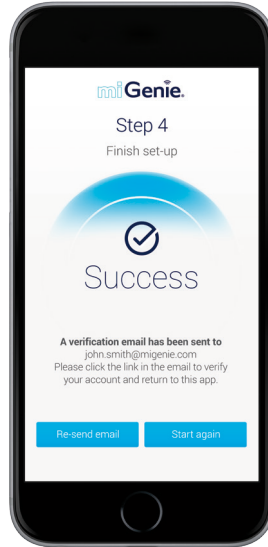 miGenie.
Step 4
Finish set-up
Success
A verification email has been sent to
john.smith@migenie.com
Please click the link in the email to verify
your account and return to this app.
Re-send email
Start again